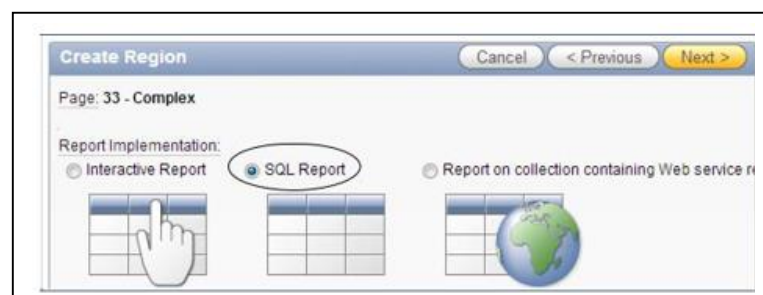 Create Region
Cancel
< Previous
Next >
Page: 33 - Complex
Report Implementation:
Interactive Report
SQL Report
Report on collection containing Web service